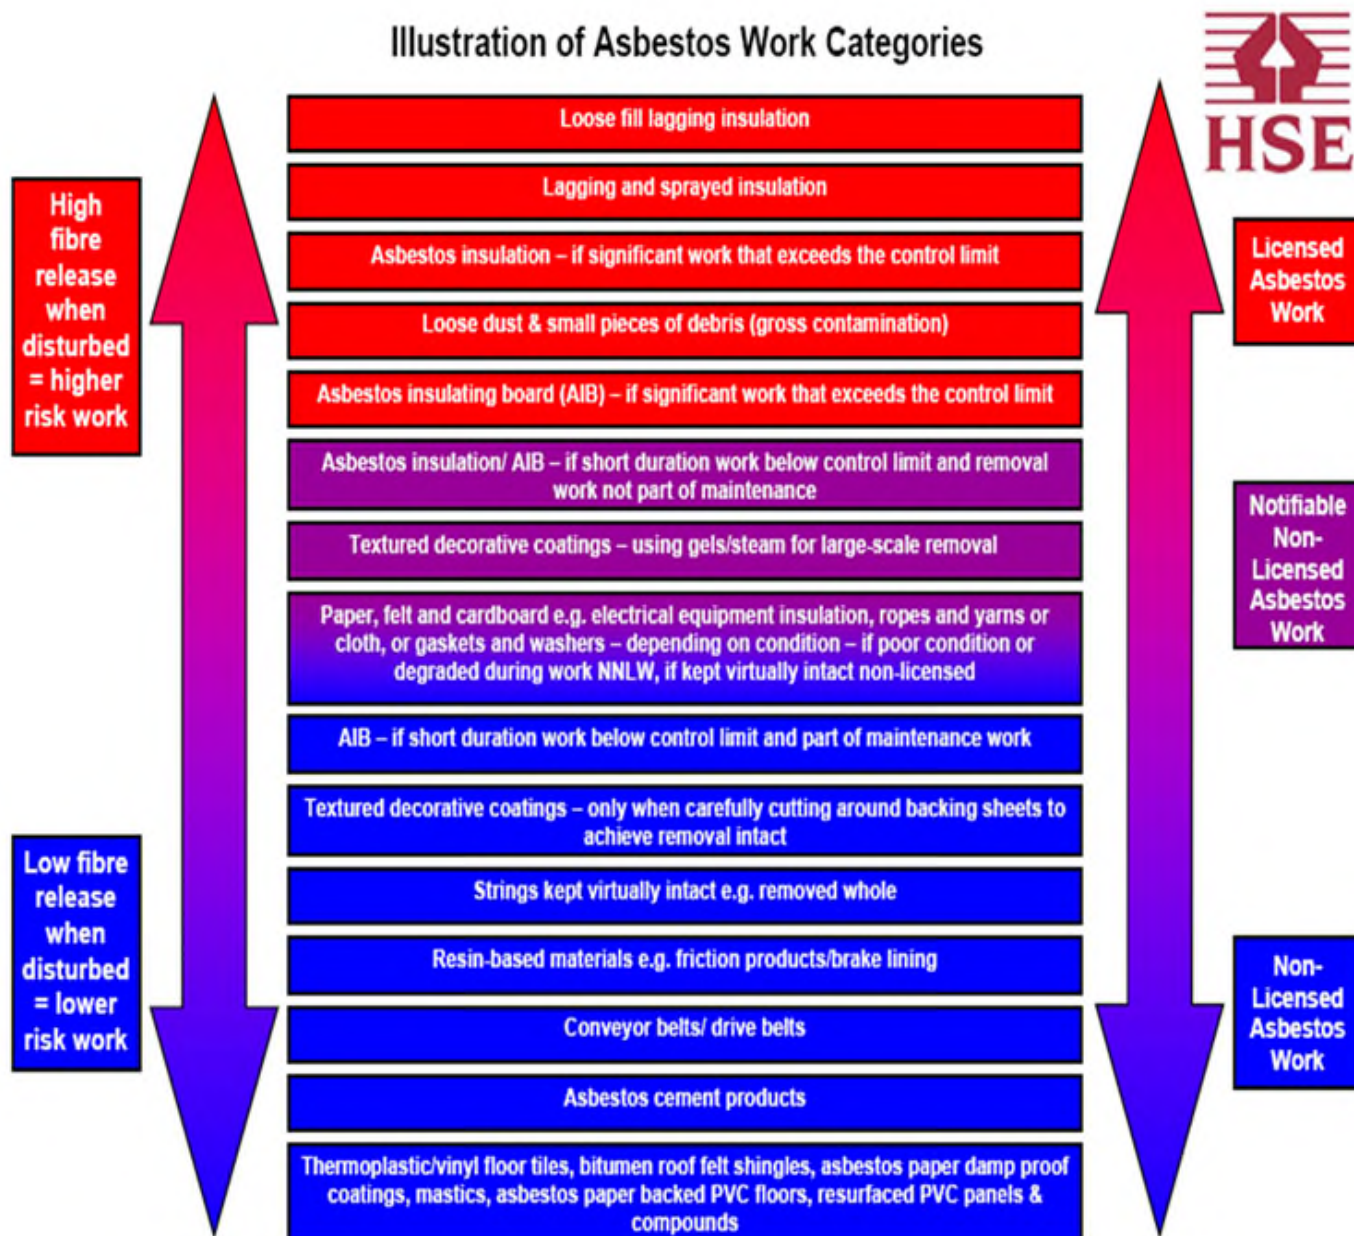 Illustration of Asbestos Work Categories
HSE
High
fibre
release
when
disturbed
= higher
risk work
Low fibre
release
when
disturbed
= lower
risk work
Loose fill lagging insulation
Lagging and sprayed insulation
Asbestos insulation – if significant work that exceeds the control limit
Loose dust & small pieces of debris (gross contamination)
Asbestos insulating board (AIB) – if significant work that exceeds the control limit
Asbestos insulation/ AIB – if short duration work below control limit and removal
work not part of maintenance
Textured decorative coatings – using gels/steam for large-scale removal
Paper, felt and cardboard e.g. electrical equipment insulation, ropes and yarns or
cloth, or gaskets and washers – depending on condition – if poor condition or
degraded during work NNLW, if kept virtually intact non-licensed
AIB – if short duration work below control limit and part of maintenance work
Textured decorative coatings – only when carefully cutting around backing sheets to
achieve removal intact
Strings kept virtually intact e.g. removed whole
Resin-based materials e.g. friction products/brake lining
Conveyor belts/ drive belts
Asbestos cement products
Thermoplastic/vinyl floor tiles, bitumen roof felt shingles, asbestos paper damp proof
coatings, mastics, asbestos paper backed PVC floors, resurfaced PVC panels &
compounds
Licensed
Asbestos
Work
Notifiable
Non-
Licensed
Asbestos
Work
Non-
Licensed
Asbestos
Work